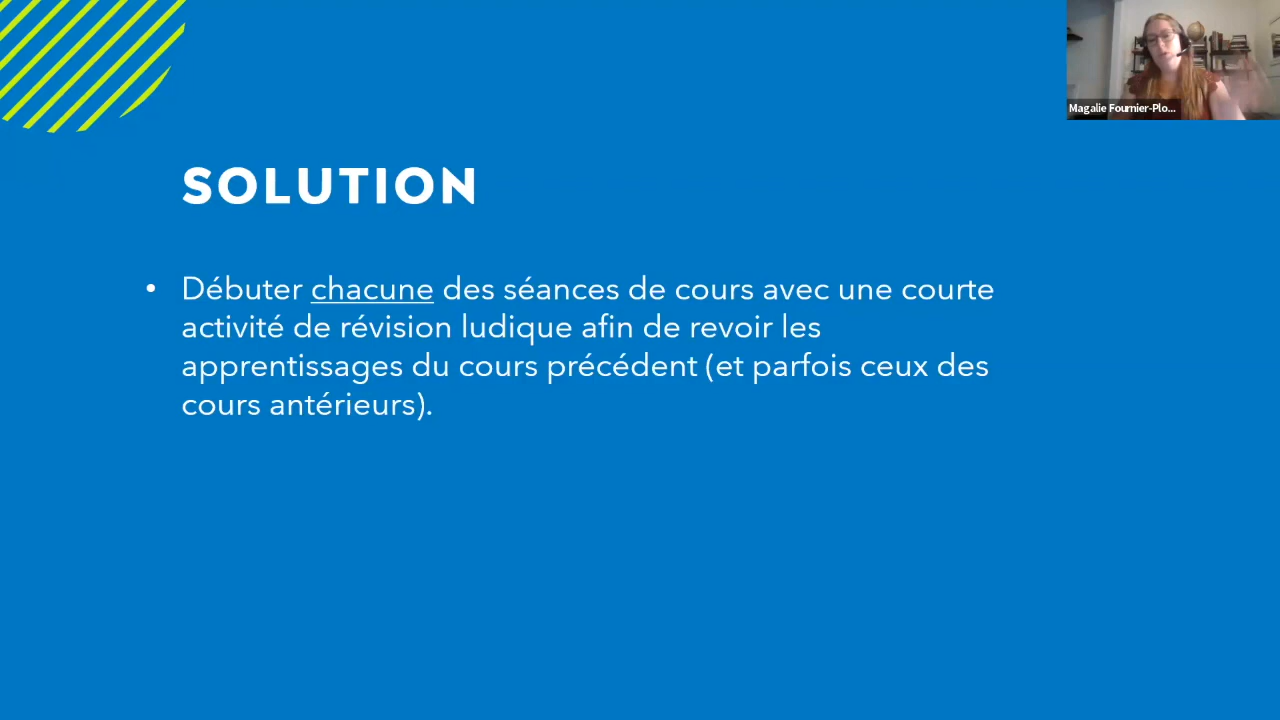 Magalie Fournier-Plo...
SOLUTION
• Débuter chacune des séances de cours avec une courte
activité de révision ludique afin de revoir les
apprentissages du cours précédent (et parfois ceux des
cours antérieurs).